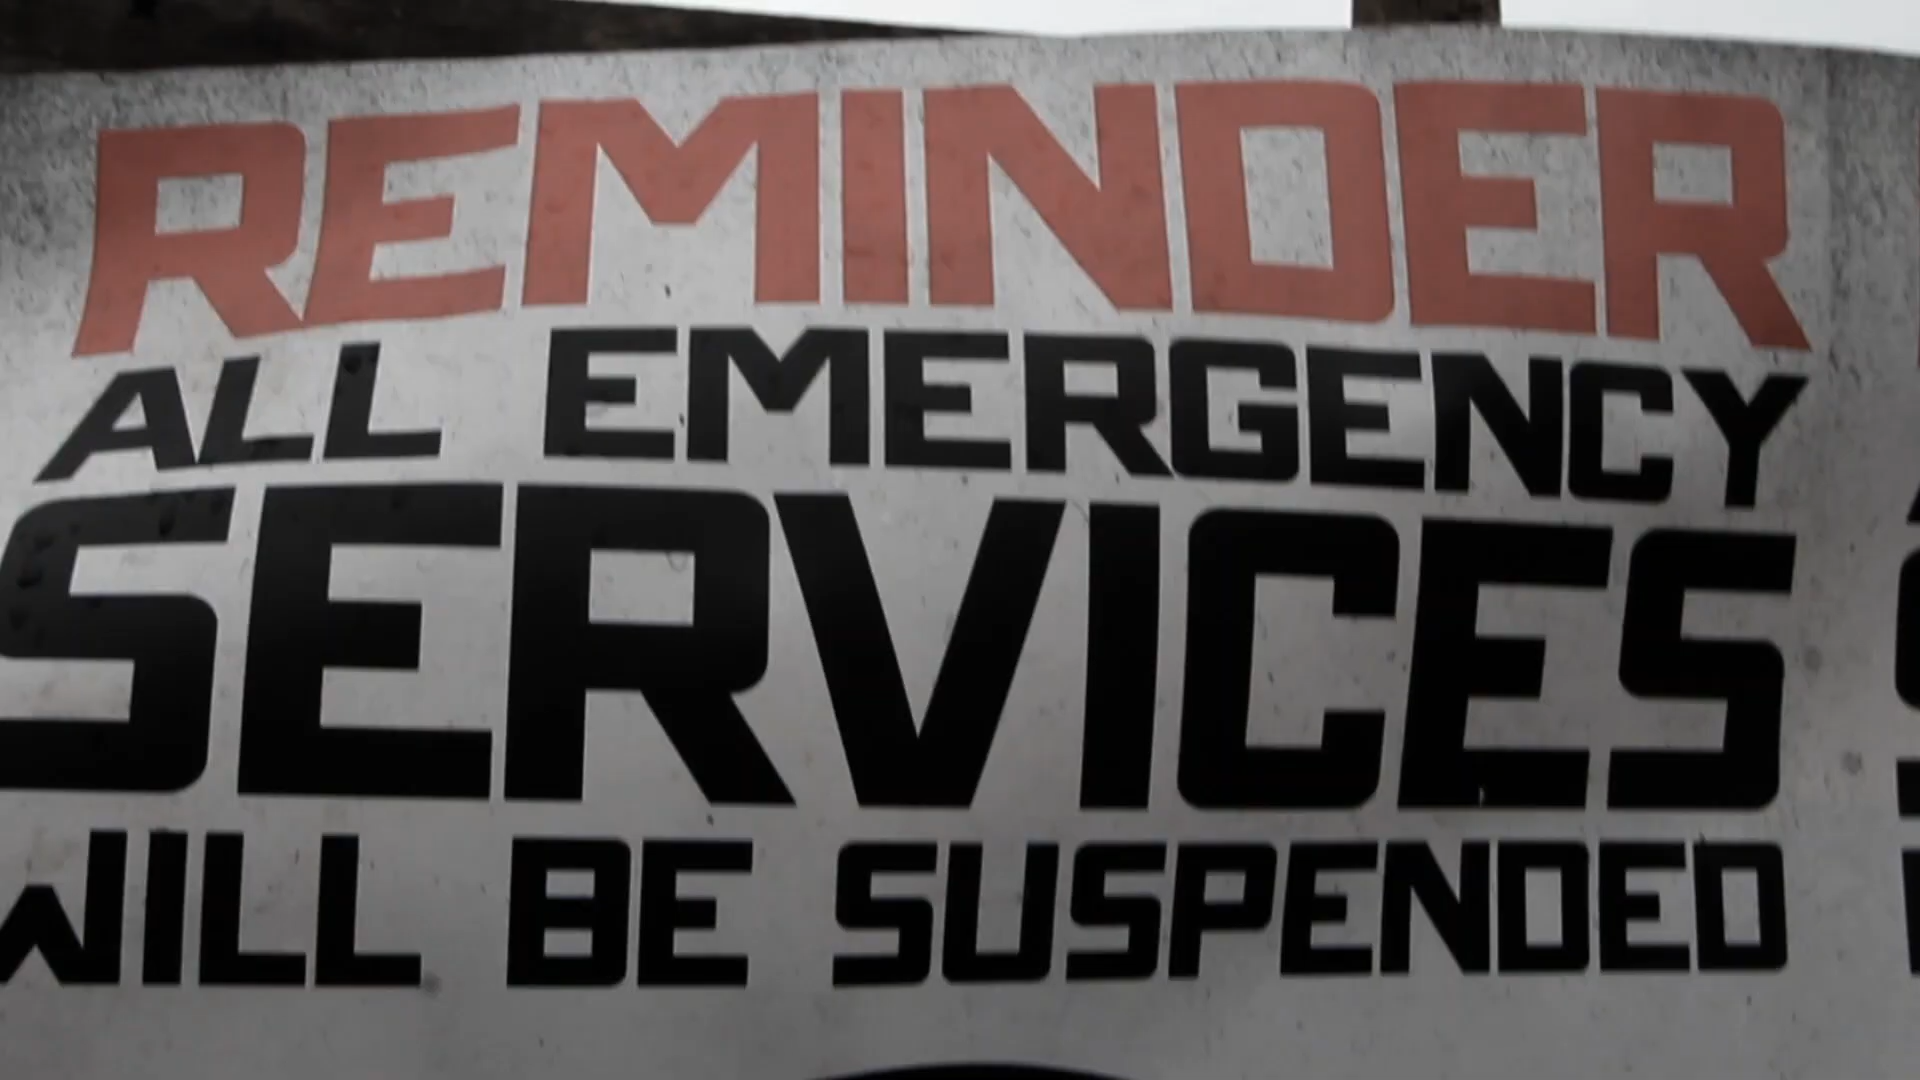 REMINDER
ALL EMERGENCY
SERVICES
WILL BE SUSPENDED